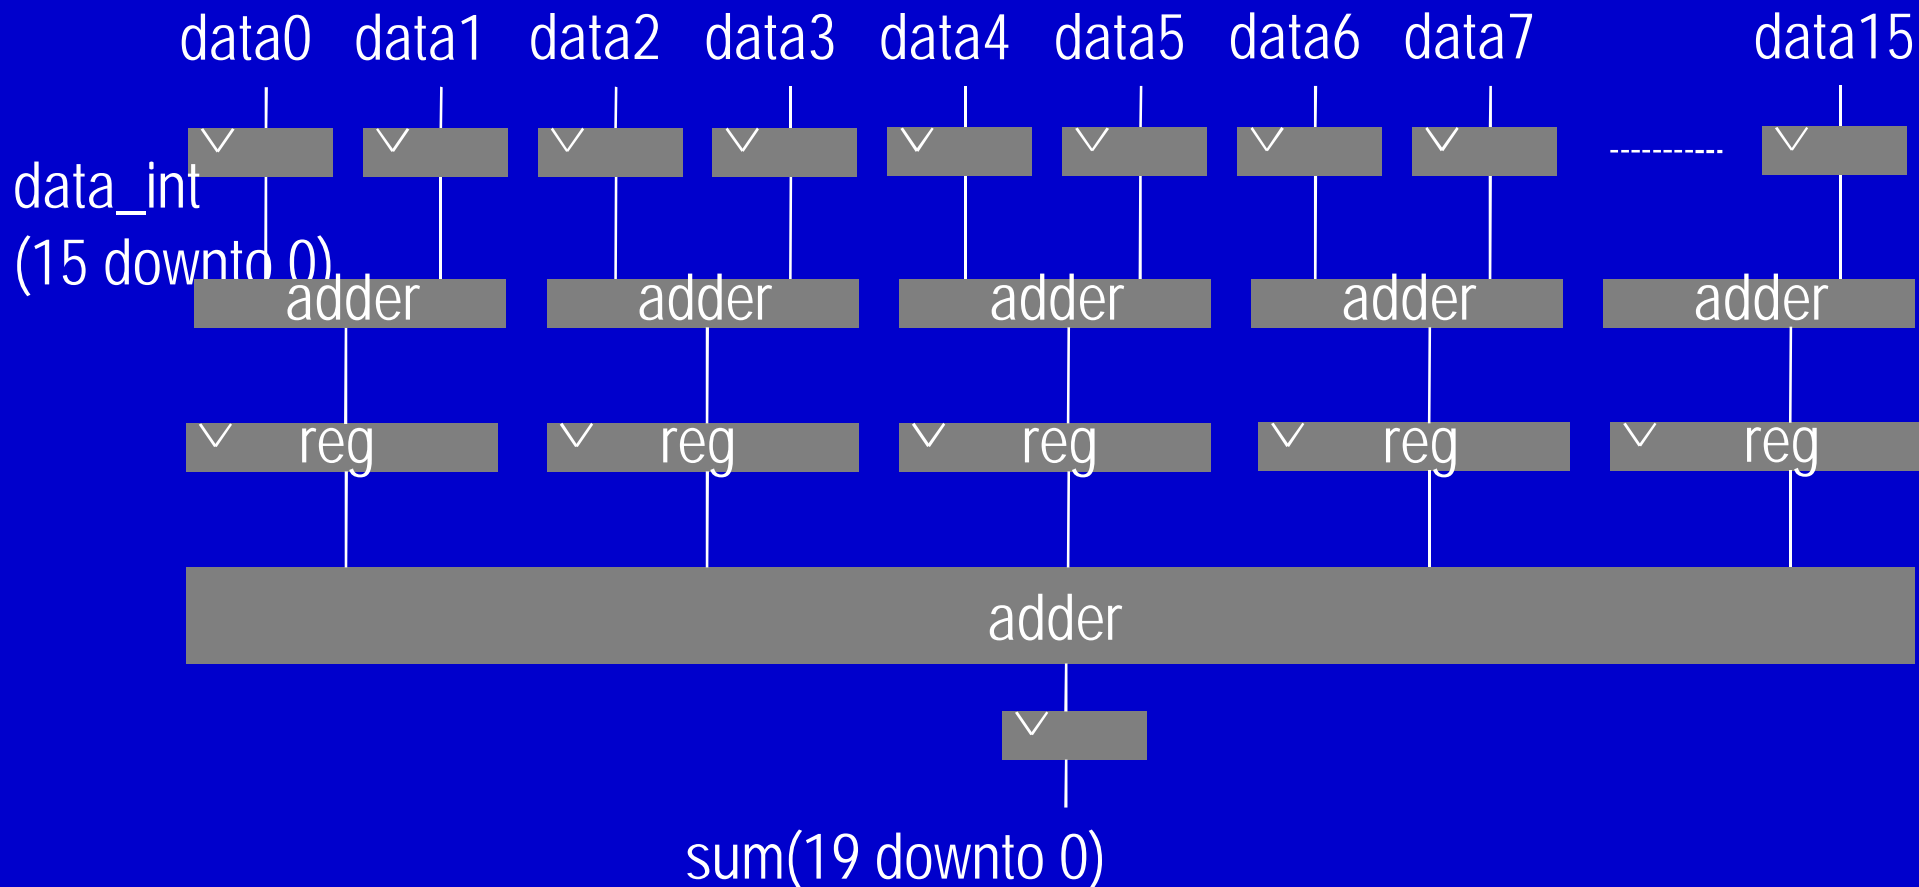 data0 data1 data2 data3 data4 data5 data6 data7 data15
data_int
(15 downto 0)
adder adder adder adder adder
reg reg reg reg reg
adder
sum(19 downto 0)